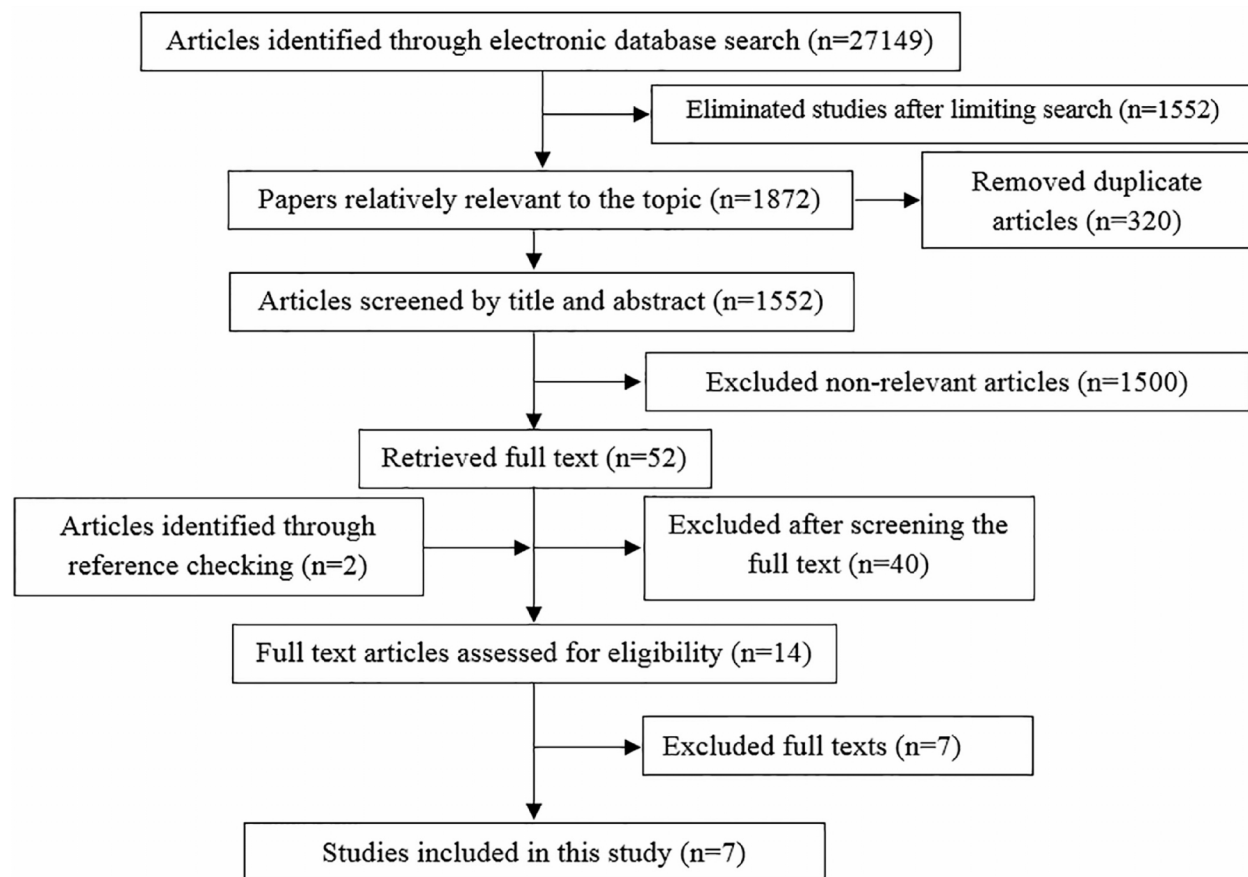 Articles identified through electronic database search (n=27149)
Eliminated studies after limiting search (n=1552)
Papers relatively relevant to the topic (n=1872)
Removed duplicate
articles (n=320)
Articles screened by title and abstract (n=1552)
Excluded non-relevant articles (n=1500)
Retrieved full text (n=52)
Articles identified through
reference checking (n=2)
Excluded after screening the
full text (n=40)
Full text articles assessed for eligibility (n=14)
Excluded full texts (n=7)
Studies included in this study (n=7)